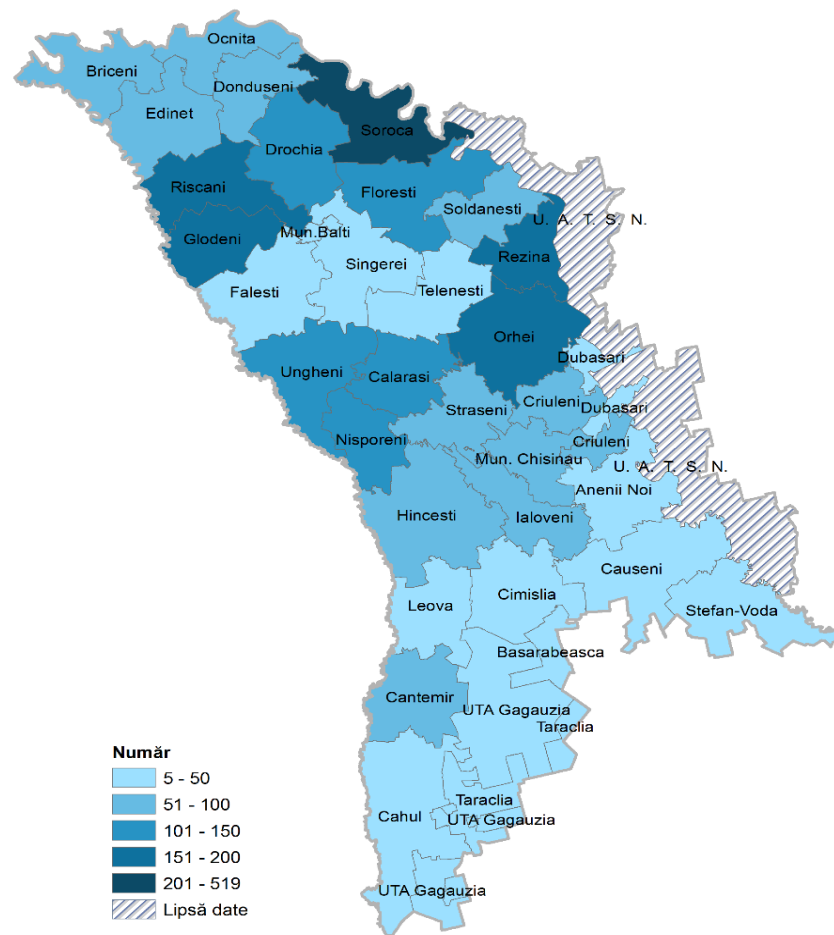 Ocnita
Briceni
Donduseni
Edinet
Soroca
Drochia
Riscani
Floresti
Soldanesti
U. A. T. S. N.
Mun.Balti
Glodeni
Singerei
Rezina
Telenesti
Falesti
Orhei
Dubasari
Ungheni
Calarasi
Criuleni
Dubasari
Straseni
Nisporeni
Criuleni
Mun. Chisinau
U. A. T. S. N.
Anenii Noi
Hincesti
Ialoveni
Causeni
Cimislia
Leova
Stefan-Voda
Basarabeasca
Cantemir
UTA Gagauzia
Taraclia
Număr
5 - 50
51 - 100
101 - 150
151 - 200
201 - 519
Lipsă date
Taraclia
Cahul
UTA Gagauzia
UTA Gagauzia